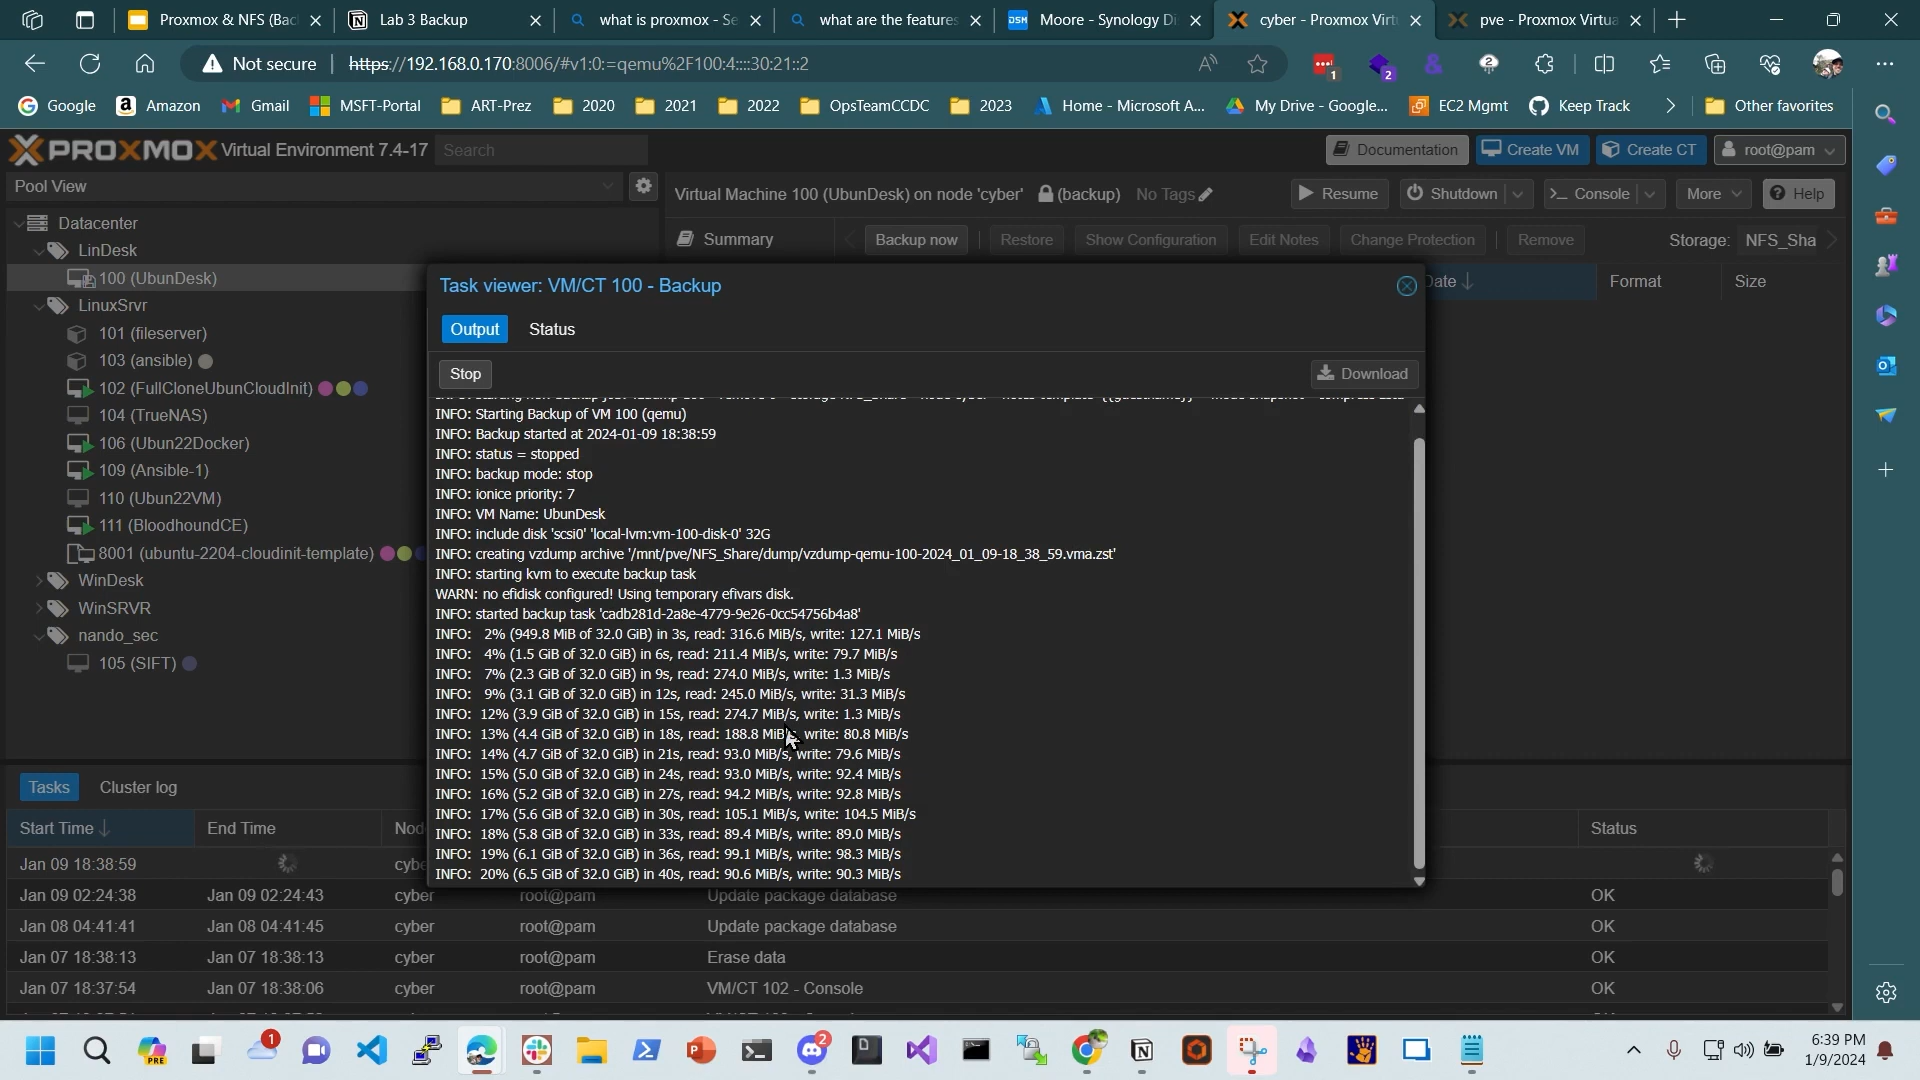 Proxmox & NFS (Bac
Lab 3 Backup
what is proxmox - Se
what are the features
DSM
Moore - Synology Di
cyber - Proxmox Virt
pve - Proxmox Virtua
Not secure
https://192.168.0.170:8006/#v1:0:=qemu%2F100:4::::30:21::2
1
2
2
Google
Amazon
Gmail
MSFT-Portal
ART-Prez
2020
2021
2022
OpsTeamCCDC
2023
Home - Microsoft A...
My Drive - Google...
EC2 Mgmt
Keep Track
Other favorites
PROXMOX Virtual Environment 7.4-17
Search
Documentation
Create VM
Create CT
root@pam
Pool View
Virtual Machine 100 (UbunDesk) on node 'cyber'
(backup)
No Tags
Resume
Shutdown
Console
More
Help
Datacenter
LinDesk
100 (UbunDesk)
LinuxSrvr
101 (fileserver)
103 (ansible)
102 (FullCloneUbunCloudInit)
104 (TrueNAS)
106 (Ubun22Docker)
109 (Ansible-1)
110 (Ubun22VM)
111 (BloodhoundCE)
8001 (ubuntu-2204-cloudinit-template)
WinDesk
WinSRVR
nando_sec
105 (SIFT)
Summary
Backup now
Restore
Show Configuration
Edit Notes
Change Protection
Remove
Storage:
NFS_Sha
Date
Format
Size
Task viewer: VM/CT 100 - Backup
Output
Status
Stop
Download
INFO: Starting Backup of VM 100 (qemu)
INFO: Backup started at 2024-01-09 18:38:59
INFO: status = stopped
INFO: backup mode: stop
INFO: ionice priority: 7
INFO: VM Name: UbunDesk
INFO: include disk 'scsi0' 'local-lvm:vm-100-disk-0' 32G
INFO: creating vzdump archive '/mnt/pve/NFS_Share/dump/vzdump-qemu-100-2024_01_09-18_38_59.vma.zst'
INFO: starting kvm to execute backup task
WARN: no efidisk configured! Using temporary efivars disk.
INFO: started backup task 'cadb281d-2a8e-4779-9e26-0cc54756b4a8'
INFO: 2% (949.8 MiB of 32.0 GiB) in 3s, read: 316.6 MiB/s, write: 127.1 MiB/s
INFO: 4% (1.5 GiB of 32.0 GiB) in 6s, read: 211.4 MiB/s, write: 79.7 MiB/s
INFO: 7% (2.3 GiB of 32.0 GiB) in 9s, read: 274.0 MiB/s, write: 1.3 MiB/s
INFO: 9% (3.1 GiB of 32.0 GiB) in 12s, read: 245.0 MiB/s, write: 31.3 MiB/s
INFO: 12% (3.9 GiB of 32.0 GiB) in 15s, read: 274.7 MiB/s, write: 1.3 MiB/s
INFO: 13% (4.4 GiB of 32.0 GiB) in 18s, read: 188.8 MiB/s, write: 80.8 MiB/s
INFO: 14% (4.7 GiB of 32.0 GiB) in 21s, read: 93.0 MiB/s, write: 79.6 MiB/s
INFO: 15% (5.0 GiB of 32.0 GiB) in 24s, read: 93.0 MiB/s, write: 92.4 MiB/s
INFO: 16% (5.2 GiB of 32.0 GiB) in 27s, read: 94.2 MiB/s, write: 92.8 MiB/s
INFO: 17% (5.6 GiB of 32.0 GiB) in 30s, read: 105.1 MiB/s, write: 104.5 MiB/s
INFO: 18% (5.8 GiB of 32.0 GiB) in 33s, read: 89.4 MiB/s, write: 89.0 MiB/s
INFO: 19% (6.1 GiB of 32.0 GiB) in 36s, read: 99.1 MiB/s, write: 98.3 MiB/s
INFO: 20% (6.5 GiB of 32.0 GiB) in 40s, read: 90.6 MiB/s, write: 90.3 MiB/s
Tasks
Cluster log
Start Time
End Time
Nod
Status
Jan 09 18:38:59
cybe
Jan 09 02:24:38
Jan 09 02:24:43
cyber
root@pam
Update package database
OK
Jan 08 04:41:41
Jan 08 04:41:45
cyber
root@pam
Update package database
OK
Jan 07 18:38:13
Jan 07 18:38:13
cyber
root@pam
Erase data
OK
Jan 07 18:37:54
Jan 07 18:38:06
cyber
root@pam
VM/CT 102 - Console
OK
PRE
1
2
6:39 PM
1/9/2024